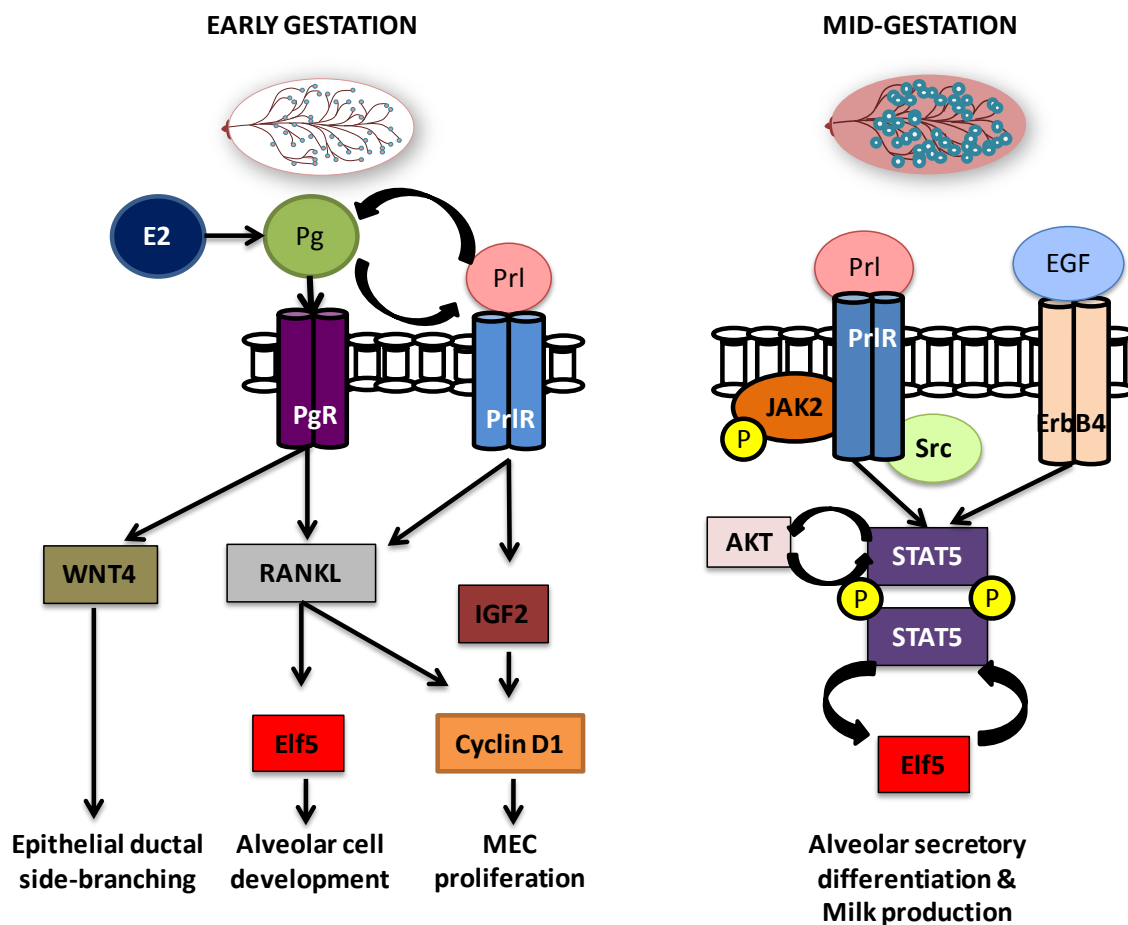 EARLY GESTATION
E2
Pg
Prl
PgR
PrlR
WNT4
RANKL
IGF2
Elf5
Cyclin D1
Epithelial ductal
side-branching
Alveolar cell
development
MEC
proliferation
MID-GESTATION
Prl
EGF
PrlR
JAK2
P
Src
ErbB4
AKT
STAT5
P
P
STAT5
Elf5
Alveolar secretory
differentiation &
Milk production